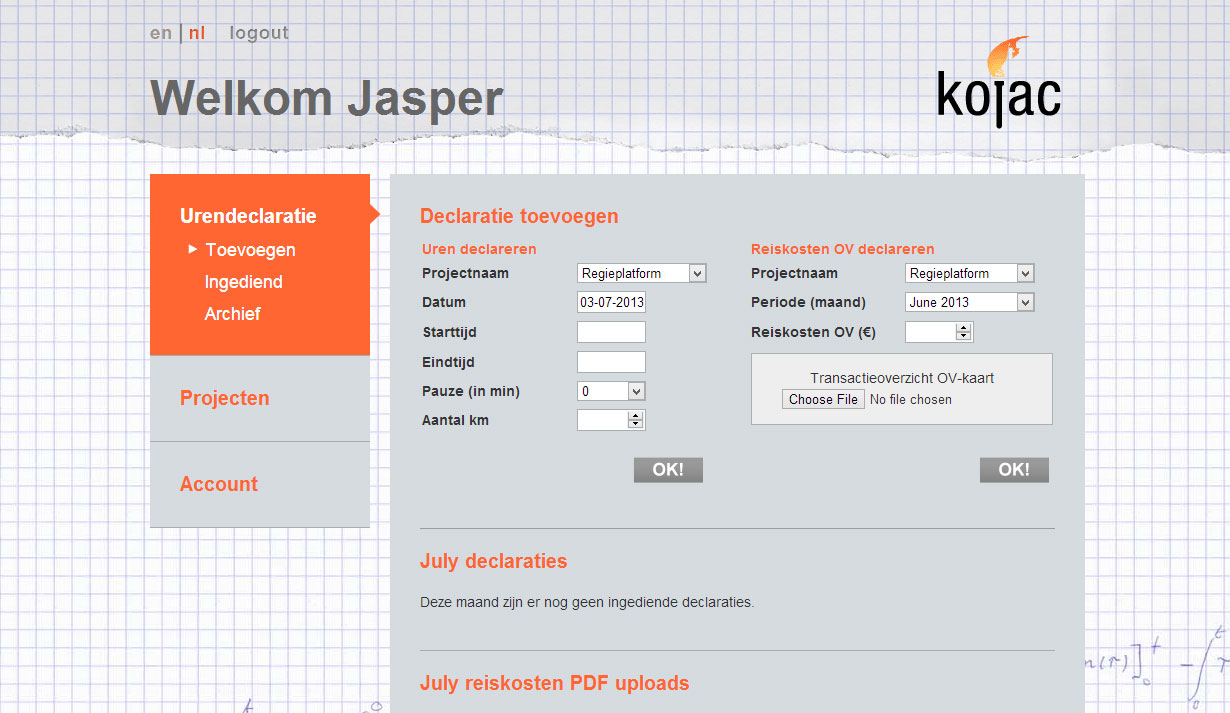 en | nl logout
Welkom Jasper
kojac
Urendeclaratie
Toevoegen
Ingediend
Archief
Projecten
Account
Declaratie toevoegen
Uren declareren
Projectnaam Regieplatform
Datum 03-07-2013
Starttijd
Eindtijd
Pauze (in min) 0
Aantal km
OK!
Reiskosten OV declareren
Projectnaam Regieplatform
Periode (maand) June 2013
Reiskosten OV (€)
Transactieoverzicht OV-kaart
Choose File No file chosen
OK!
July declaraties
Deze maand zijn er nog geen ingediende declaraties.
July reiskosten PDF uploads